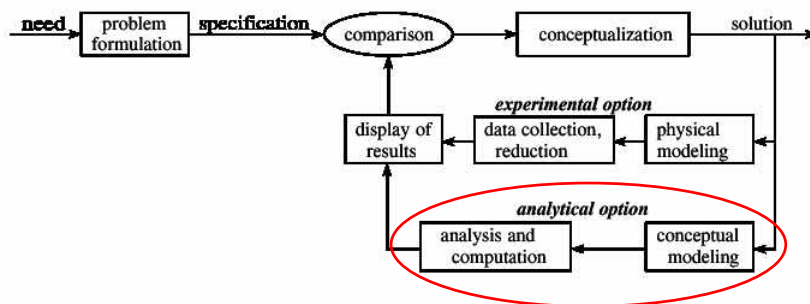 need
problem
formulation
specification
comparison
conceptualization
solution
experimental option
display of
results
data collection,
reduction
physical
modeling
analytical option
analysis and
computation
conceptual
modeling